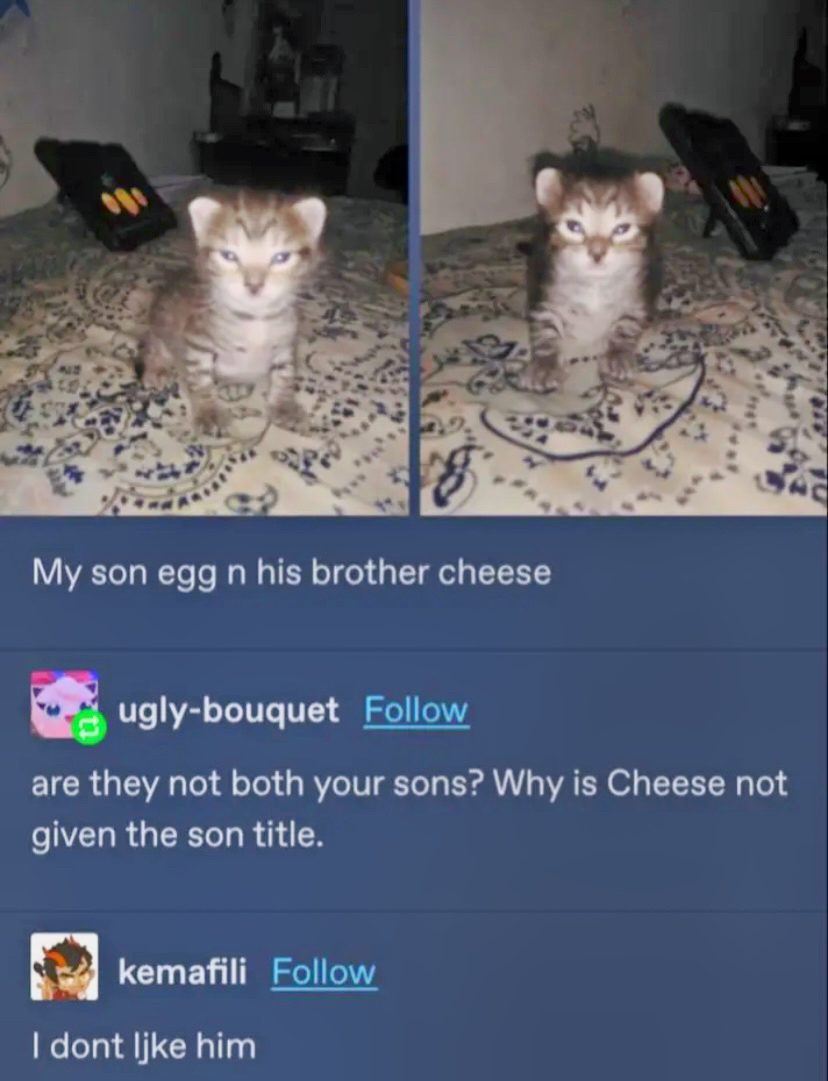 My son egg n his brother cheese
ugly-bouquet Follow
are they not both your sons? Why is Cheese not
given the son title.
kemafili Follow
I dont ljke him